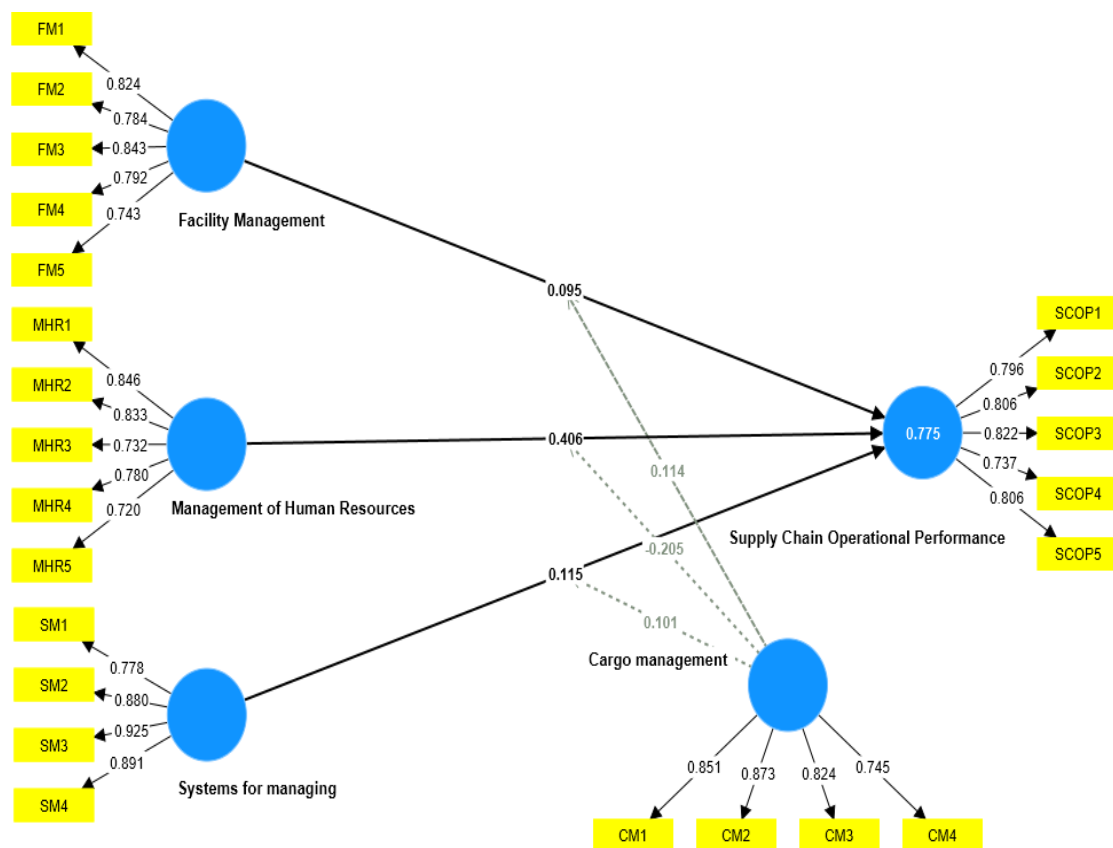 FM1
0.824
FM2
0.784
FM3
0.843
0.792
FM4
0.743
FM5
Facility Management
MHR1
0.846
MHR2
0.833
MHR3
0.732
0.780
MHR4
0.720
MHR5
Management of Human Resources
SM1
0.778
SM2
0.880
0.925
SM3
0.891
SM4
Systems for managing
0.095
0.406
0.115
0.114
-0.205
0.101
Cargo management
0.851
0.873
0.824
0.745
CM1
CM2
CM3
CM4
0.775
Supply Chain Operational Performance
SCOP1
0.796
SCOP2
0.806
0.822
SCOP3
0.737
SCOP4
0.806
SCOP5